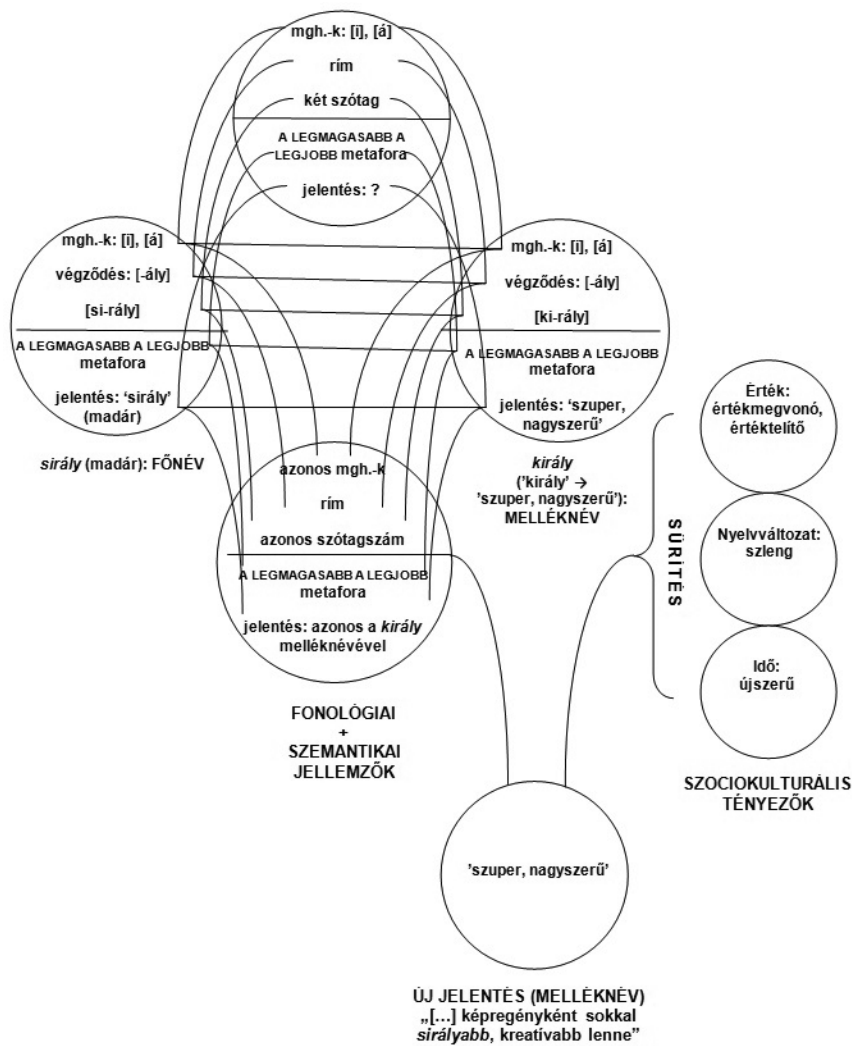 mgh.-k: [i], [á]
rím
két szótag
A LEGMAGASABB A
LEGJOBB metafora
jelentés: ?
mgh.-k: [i], [á]
végződés: [-ály]
[si-rály]
A LEGMAGASABB A LEGJOBB
metafora
jelentés: ‘sirály’
(madár)
sirály (madár): FŐNÉV
mgh.-k: [i], [á]
végződés: [-ály]
[ki-rály]
A LEGMAGASABB A LEGJOBB
metafora
jelentés: ‘szuper,
nagyszerű’
király
(’király’ →
’szuper, nagyszerű’):
MELLÉKNÉV
azonos mgh.-k
rím
azonos szótagszám
A LEGMAGASABB A LEGJOBB
metafora
jelentés: azonos a király
melléknévével
FONOLÓGIAI
+
SZEMANTIKAI
JELLEMZŐK
SŰRÍTÉS
Érték:
értékmegvonó,
értéktelítő
Nyelvváltozat:
szleng
Idő:
újszerű
SZOCIOKULTURÁLIS
TÉNYEZŐK
’szuper, nagyszerű’
ÚJ JELENTÉS (MELLÉKNÉV)
„[…] képregényként sokkal
sirályabb, kreatívabb lenne”